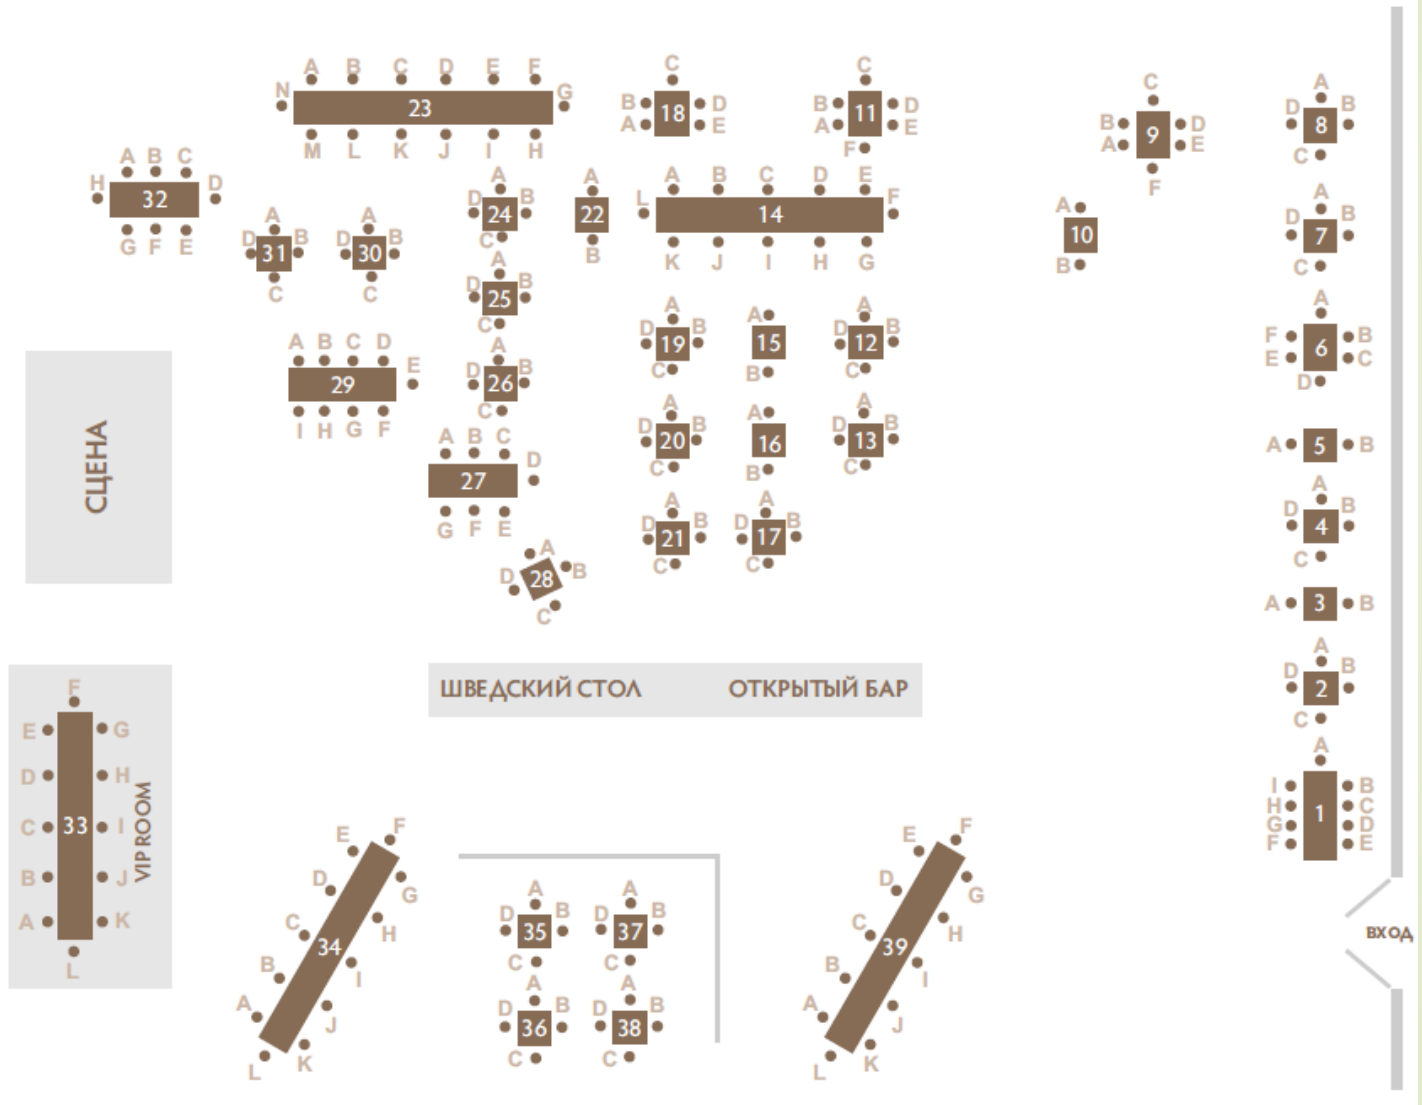 A B C D E F
N 23 G
M L K J I H
C
B 18 D
A E
C
B 11 D
A E
F
C
B 9 D
A E
F
A
D 8 B
C
A B C
H 32 D
G F E
A
D 31 B
C
A
D 30 B
C
A
D 24 B
C
A
22
B
A B C D E
L 14 F
K J I H G
A
10
B
A
D 7 B
C
A
D 25 B
C
A
D 26 B
C
A B C D
29 E
I H G F
A
D 19 B
C
A
15
B
A
D 12 B
C
A
F 6 B
E C
D
СЦЕНА
A B C
27 D
G F E
A
D 20 B
C
A
16
B
A
D 13 B
C
A 5 B
A
D 4 B
C
A
D 28 B
C
A
D 21 B
C
A
D 17 B
C
A 3 B
ШВЕДСКИЙ СТОЛ ОТКРЫТЫЙ БАР
A
D 2 B
C
F
E G
D H
C 33 I
B J
A K
L
VIP ROOM
A
I B
H 1 C
G D
F E
E F
D G
C H
34
B I
A J
L K
A
D 35 B
C
A
D 37 B
C
A
D 36 B
C
A
D 38 B
C
E F
D G
C H
39
B I
A J
L K
ВХОД